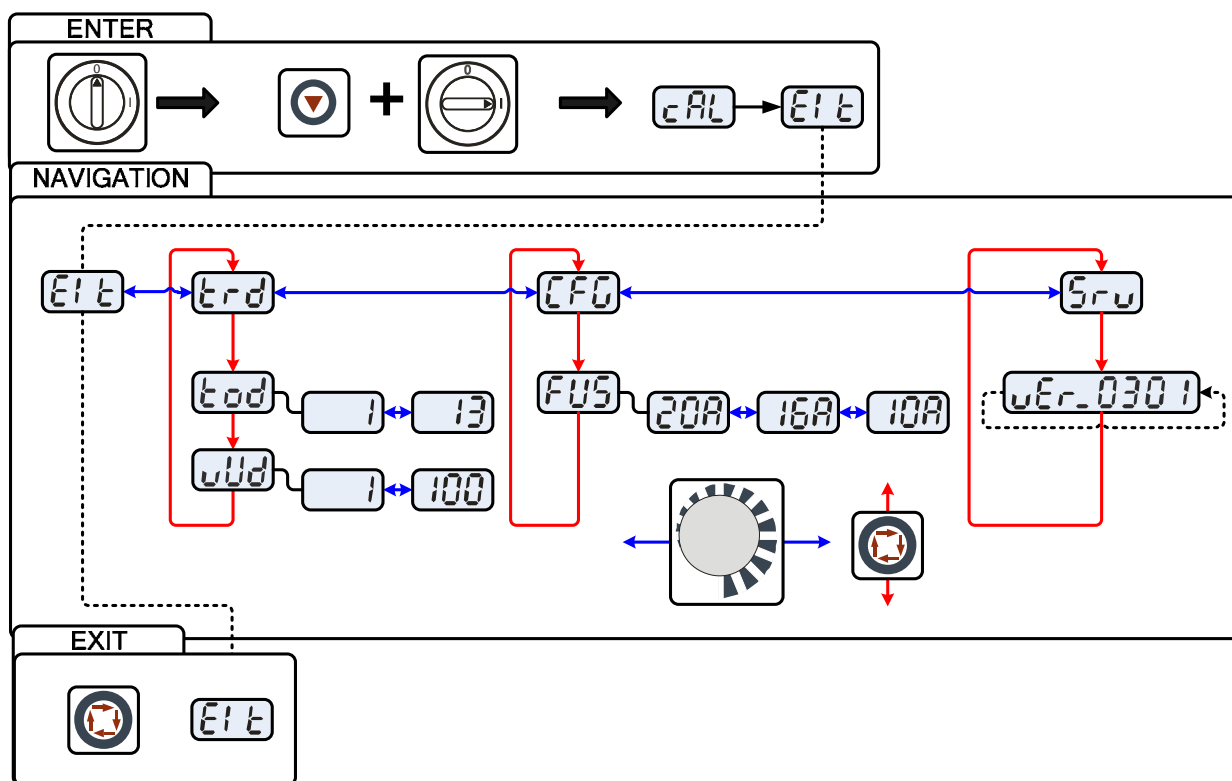 ENTER
0
I
0
I
cAL
EIt
NAVIGATION
EIt
trd
CFG
Srv
tod
1
13
FUS
20A
16A
10A
vEr_0301
vUd
1
100
EXIT
EIt